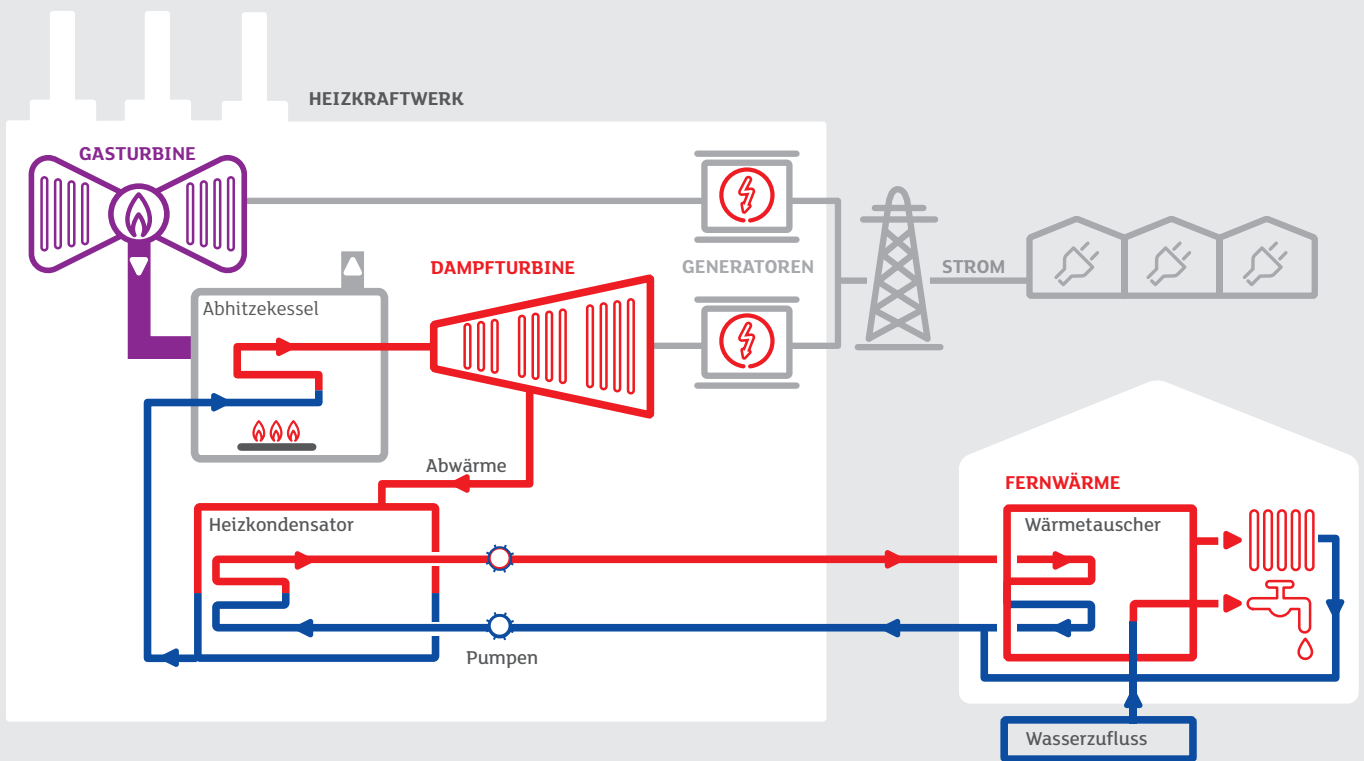 HEIZKRAFTWERK
GASTURBINE
DAMPFTURBINE
GENERATOREN
STROM
Abhitzekessel
Abwärme
FERNWÄRME
Heizkondensator
Wärmetauscher
Pumpen
Wasserzufluss